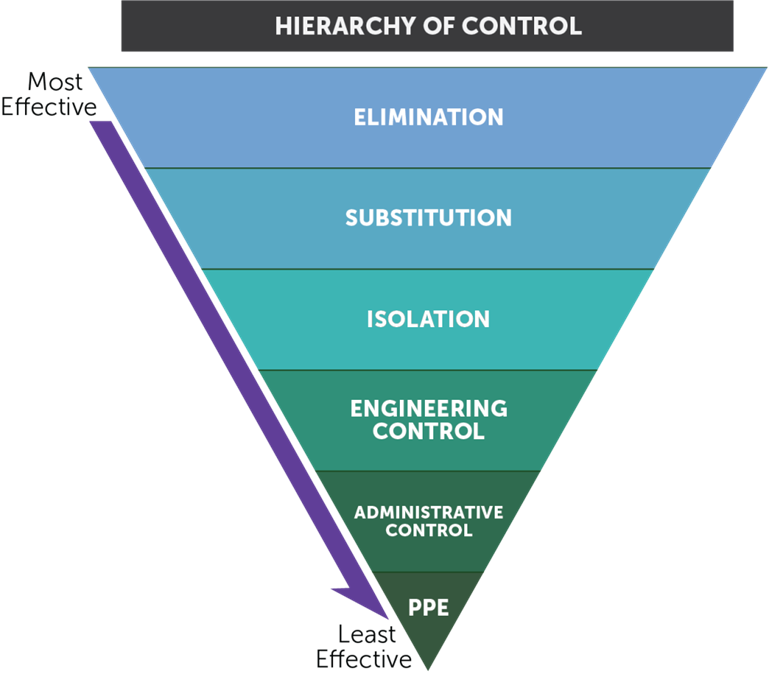 HIERARCHY OF CONTROL
Most
Effective
ELIMINATION
SUBSTITUTION
ISOLATION
ENGINEERING
CONTROL
ADMINISTRATIVE
CONTROL
PPE
Least
Effective